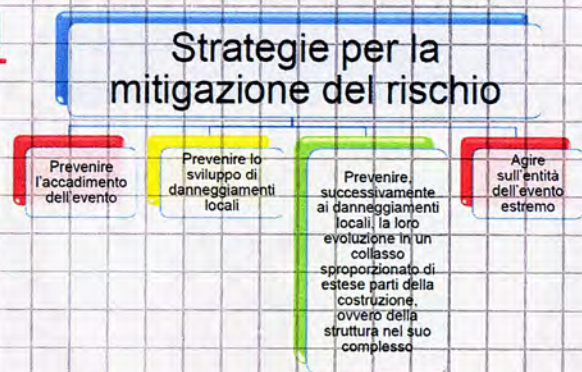 Strategie per la
mitigazione del rischio
Prevenire
l'accadimento
dell'evento
Prevenire lo
sviluppo di
danneggiamenti
locali
Prevenire,
successivamente
ai danneggiamenti
locali, la loro
evoluzione in un
collasso
sproporzionato di
estese parti della
costruzione,
ovvero della
struttura nel suo
complesso
Agire
sull'entità
dell'evento
estremo